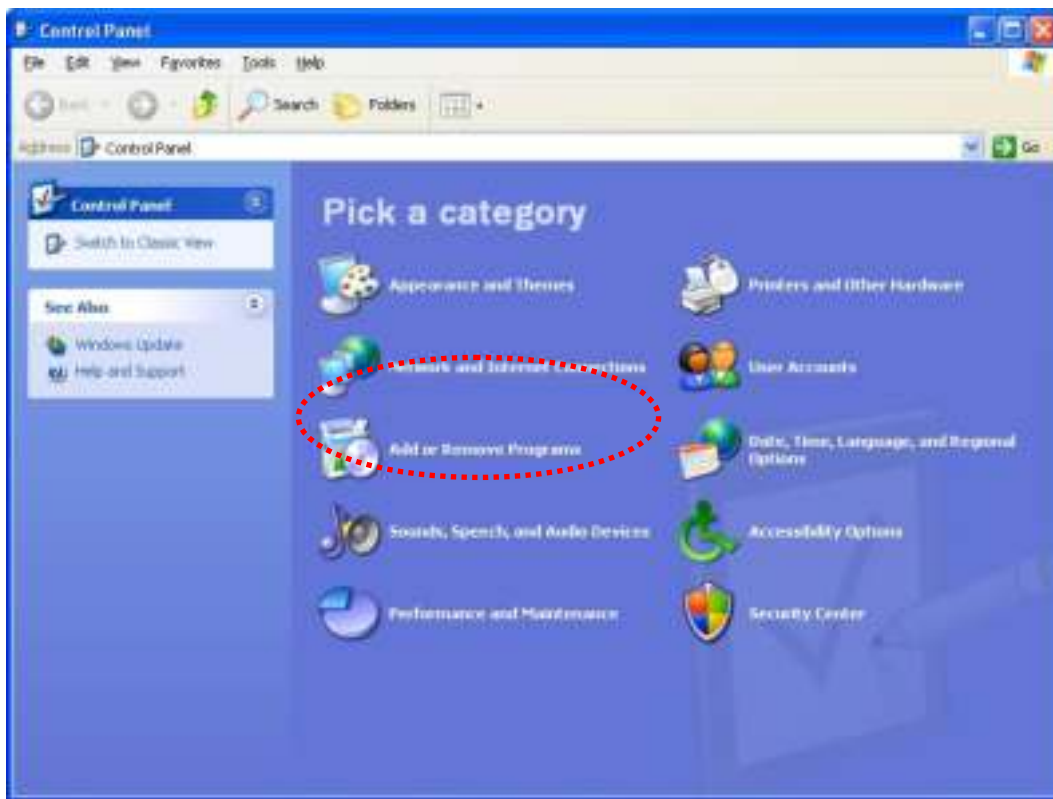 Control Panel
File Edit View Favorites Tools Help
Back Search Folders
Address Control Panel Go
Control Panel
Switch to Classic View
See Also
Windows Update
Help and Support
Pick a category
Appearance and Themes
Printers and Other Hardware
Network and Internet Connections
User Accounts
Add or Remove Programs
Date, Time, Language, and Regional
Options
Sounds, Speech, and Audio Devices
Accessibility Options
Performance and Maintenance
Security Center